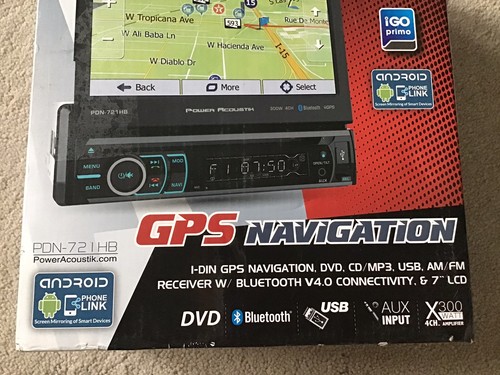 W Tropicana Ave
W Ali Baba Ln
593
Rue De Monte
W Hacienda Ave
I-15
W Diablo Dr
Back
More
Select
iGO
primo
ANDROID
PHONE
LINK
Screen Mirroring of Smart Devices
PDN-721HB
POWER ACOUSTIK
Bluetooth
MENU
BAND
MOD
NAVI
F1 07:50
AUX
GPS NAVIGATION
PDN-721HB
PowerAcoustik.com
1-DIN GPS NAVIGATION, DVD, CD/MP3, USB, AM/FM
RECEIVER W/ BLUETOOTH V4.0 CONNECTIVITY, & 7" LCD
ANDROID
PHONE
LINK
Screen Mirroring of Smart Devices
DVD
Bluetooth
USB
AUX
INPUT
X300
WATT
4CH. AMPLIFIER